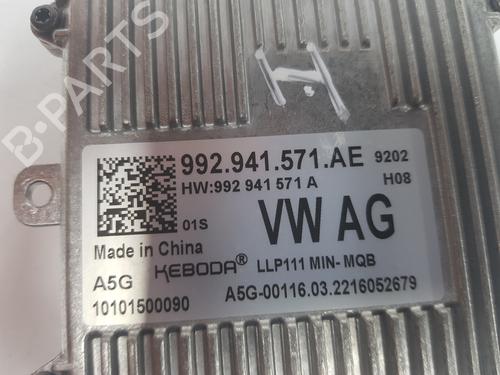 B-PARTS
H
992.941.571.AE 9202
HW:992 941 571 A H08
01S VW AG
Made in China
A5G KEBODA® LLP111 MIN- MQB
10101500090 A5G-00116.03.2216052679